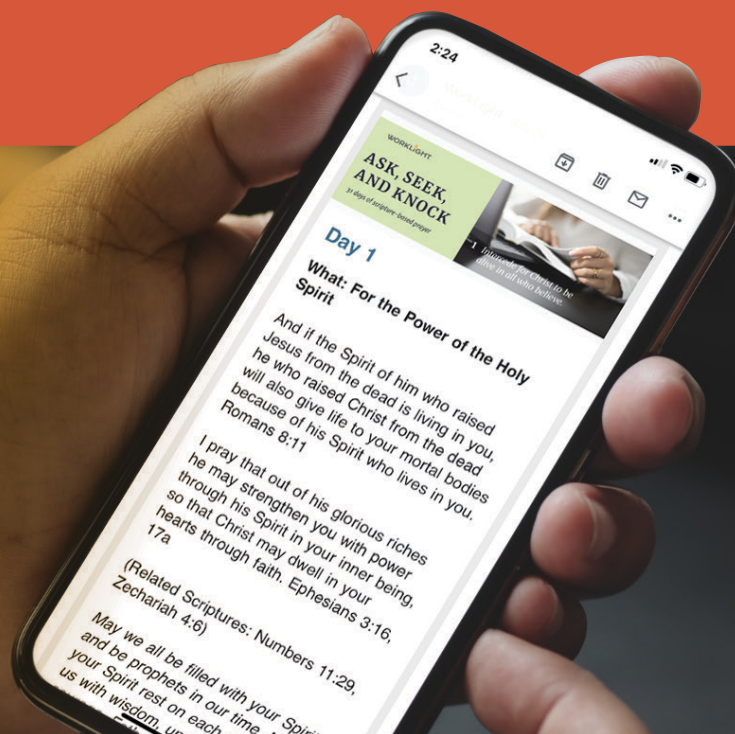 2:24
WORKLIGHT
ASK, SEEK,
AND KNOCK
31 days of scripture-based prayer
Intercede for Christ to be
alive in all who believe.
Day 1
What: For the Power of the Holy
Spirit
And if the Spirit of him who raised
Jesus from the dead is living in you,
he who raised Christ from the dead
will also give life to your mortal bodies
because of his Spirit who lives in you.
Romans 8:11
I pray that out of his glorious riches
he may strengthen you with power
through his Spirit in your inner being,
so that Christ may dwell in your
hearts through faith. Ephesians 3:16,
17a
(Related Scriptures: Numbers 11:29,
Zechariah 4:6)
May we all be filled with your Spirit
and be prophets in our time.
your Spirit rest on each
us with wisdom,